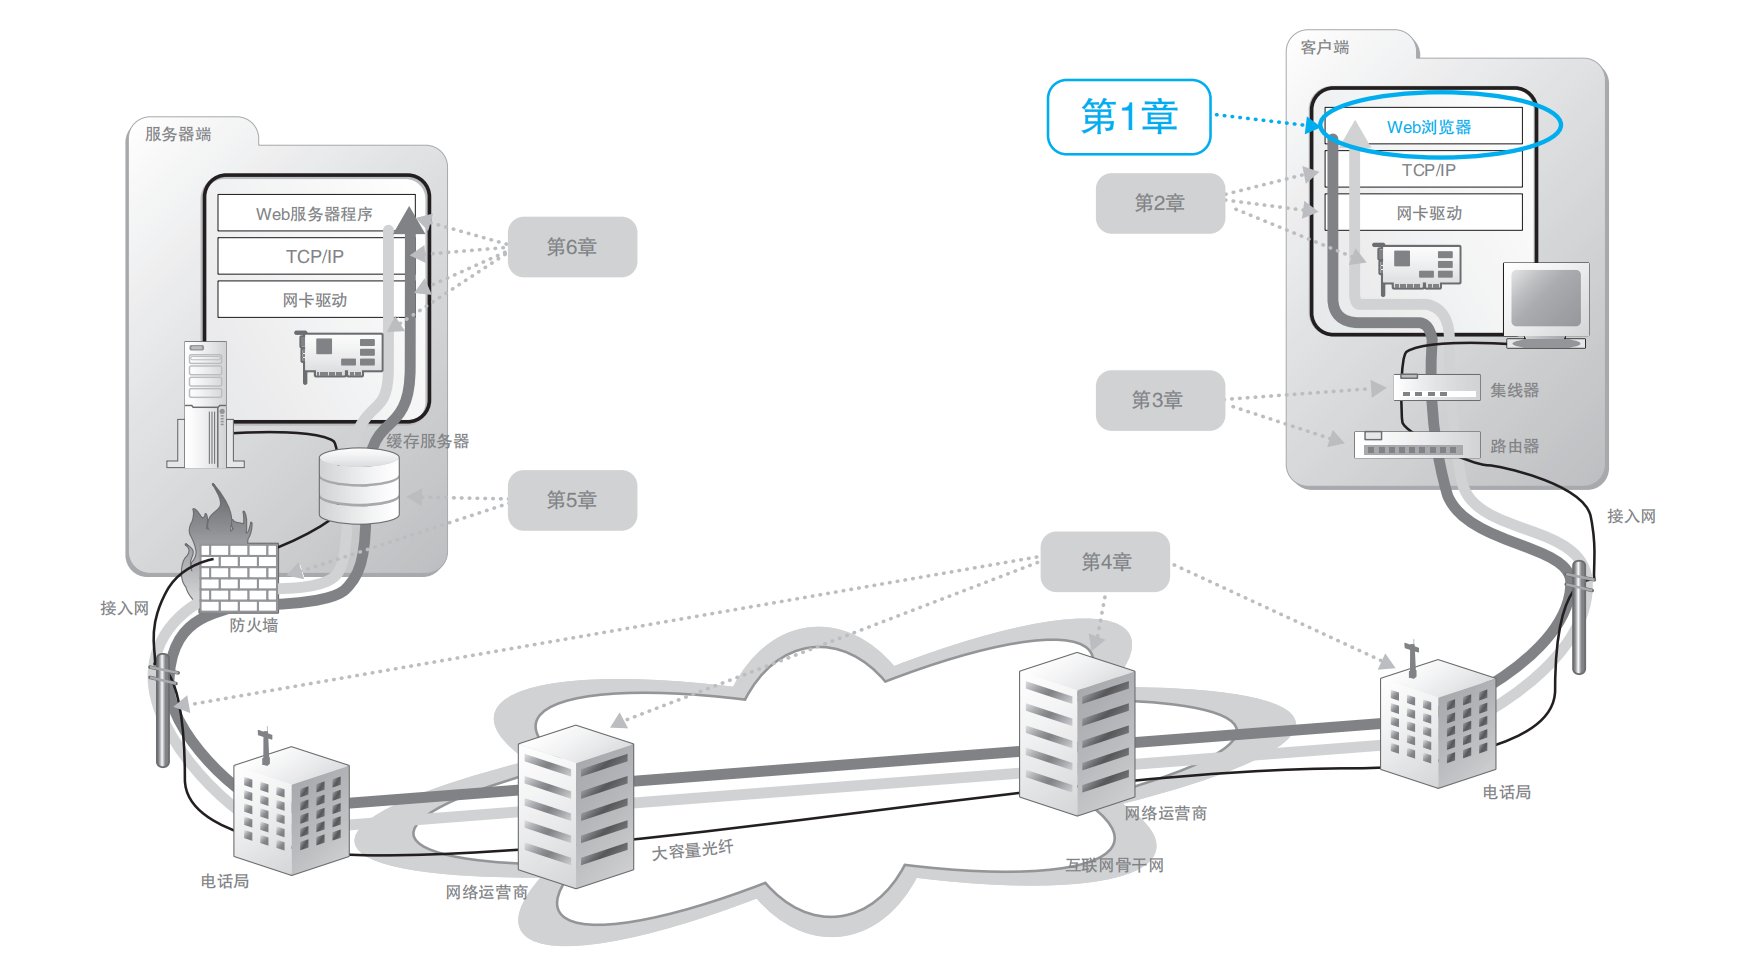 客户端
第1章
Web浏览器
TCP/IP
网卡驱动
第2章
第3章
集线器
路由器
接入网
服务器端
Web服务器程序
TCP/IP
网卡驱动
第6章
缓存服务器
第5章
防火墙
接入网
第4章
电话局
网络运营商
大容量光纤
网络运营商
互联网骨干网
电话局